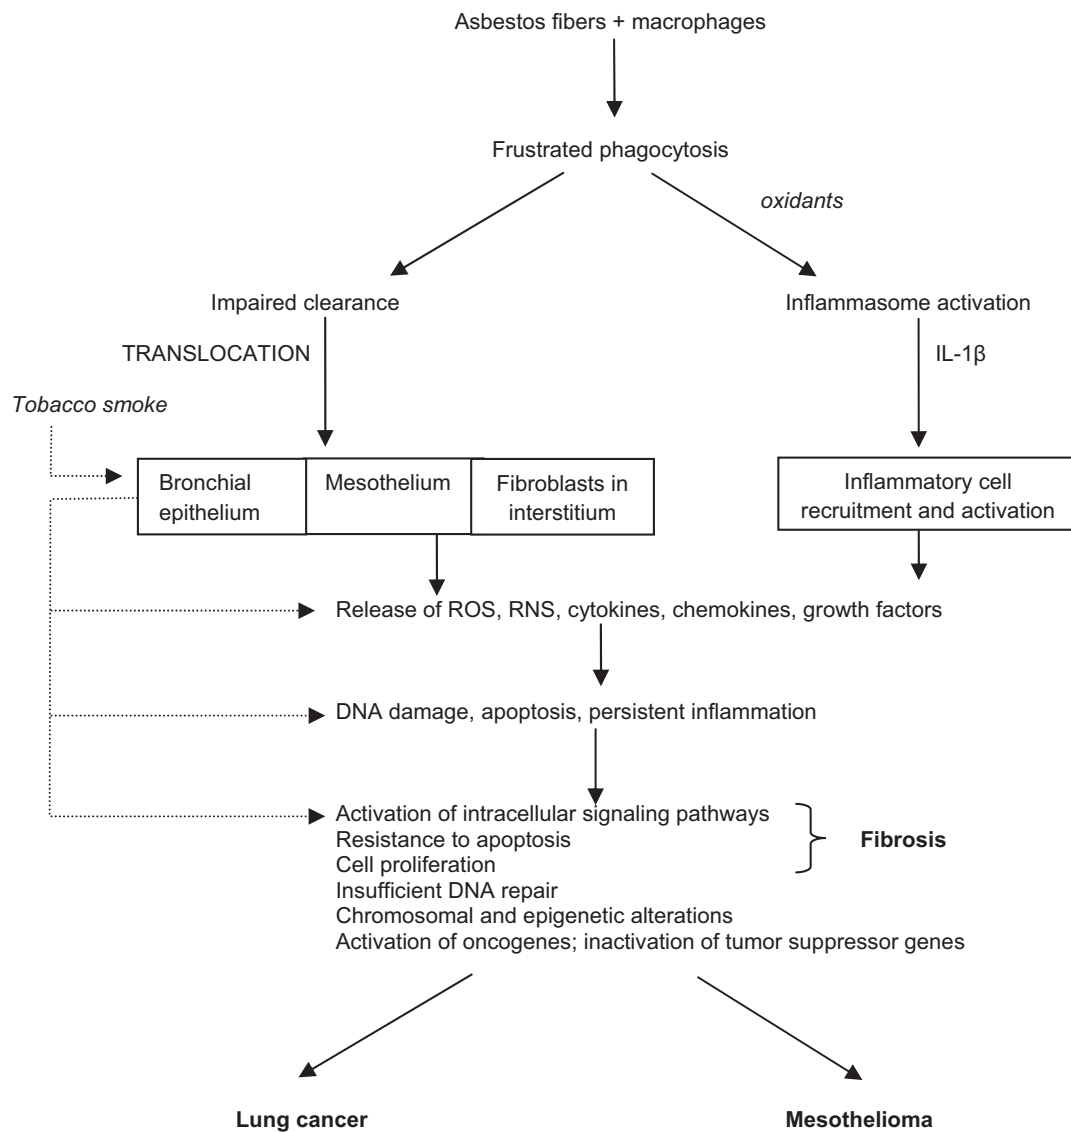 Asbestos fibers + macrophages
Frustrated phagocytosis
oxidants
Impaired clearance
Inflammasome activation
TRANSLOCATION
IL-1β
Tobacco smoke
Bronchial
epithelium
Mesothelium
Fibroblasts in
interstitium
Inflammatory cell
recruitment and activation
Release of ROS, RNS, cytokines, chemokines, growth factors
DNA damage, apoptosis, persistent inflammation
Activation of intracellular signaling pathways
Resistance to apoptosis
Cell proliferation
Fibrosis
Insufficient DNA repair
Chromosomal and epigenetic alterations
Activation of oncogenes; inactivation of tumor suppressor genes
Lung cancer
Mesothelioma